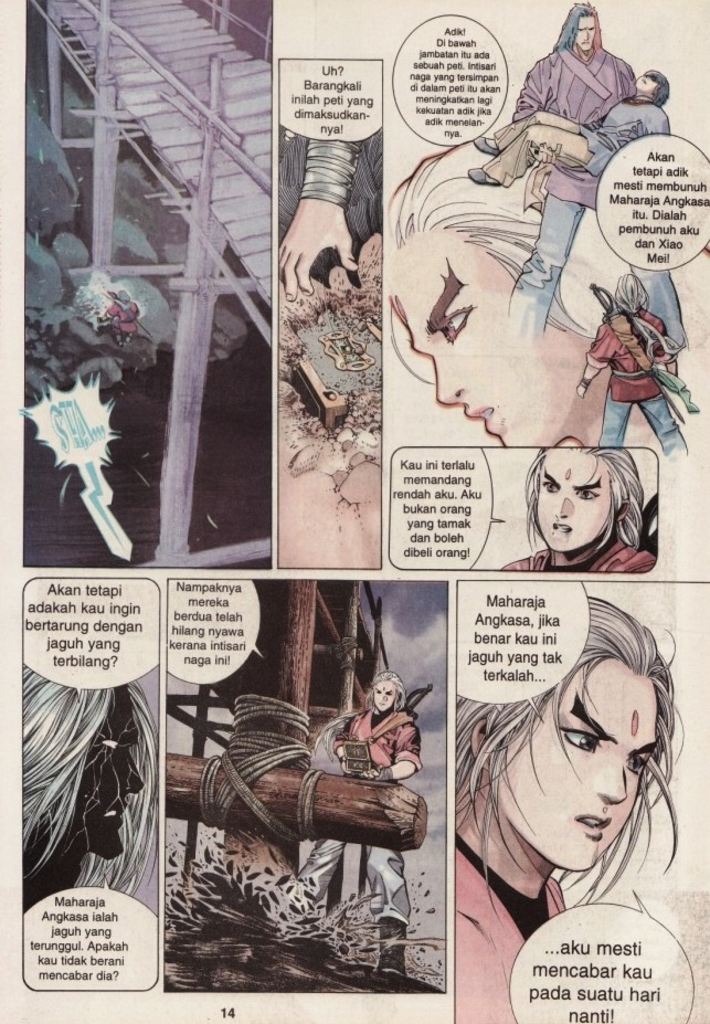 STA...
Uh?
Barangkali
inilah peti yang
dimaksudkan-
nya!
Adik!
Di bawah
jambatan itu ada
sebuah peti. Intisari
naga yang tersimpan
di dalam peti itu akan
meningkatkan lagi
kekuatan adik jika
adik menelan-
nya.
Akan
tetapi adik
mesti membunuh
Maharaja Angkasa
itu. Dialah
pembunuh aku
dan Xiao
Mei!
Kau ini terlalu
memandang
rendah aku. Aku
bukan orang
yang tamak
dan boleh
dibeli orang!
Akan tetapi
adakah kau ingin
bertarung dengan
jaguh yang
terbilang?
Maharaja
Angkasa ialah
jaguh yang
terunggul. Apakah
kau tidak berani
mencabar dia?
Nampaknya
mereka
berdua telah
hilang nyawa
kerana intisari
naga ini!
Maharaja
Angkasa, jika
benar kau ini
jaguh yang tak
terkalah...
...aku mesti
mencabar kau
pada suatu hari
nanti!
14